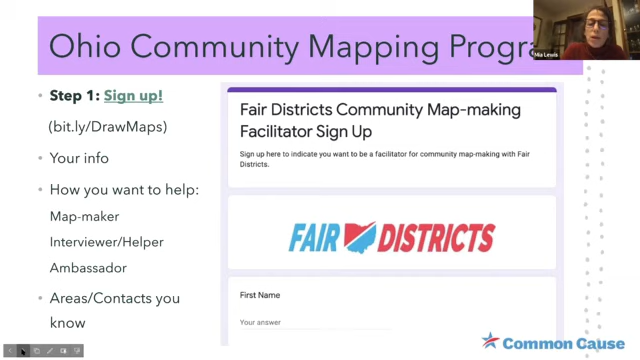 Ohio Community Mapping Progra
Mia Lewis
Step 1: Sign up!
(bit.ly/DrawMaps)
Your info
How you want to help:
Map-maker
Interviewer/Helper
Ambassador
Areas/Contacts you
know
Fair Districts Community Map-making
Facilitator Sign Up
Sign up here to indicate you want to be a facilitator for community map-making with Fair
Districts.
FAIR DISTRICTS
First Name
Your answer
Common Cause